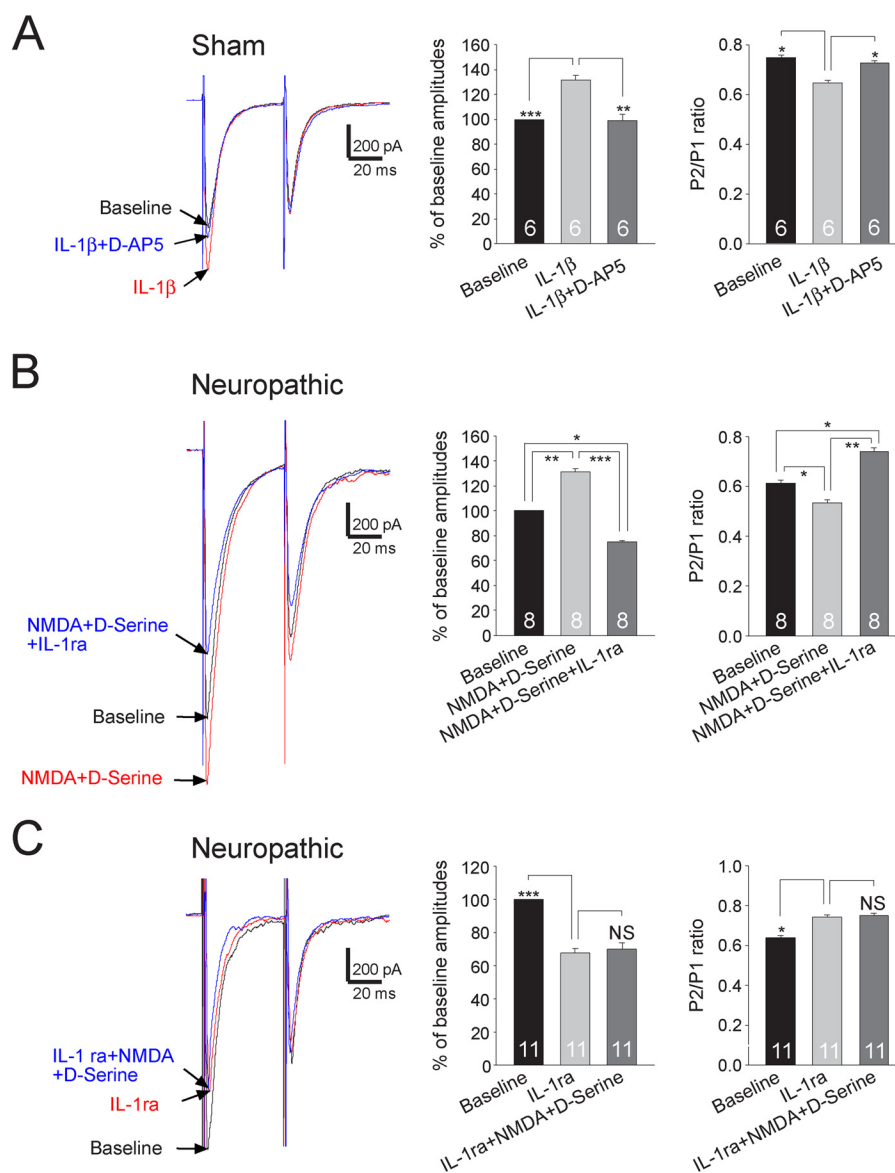 A
Sham
200 pA
20 ms
Baseline
IL-1β+D-AP5
IL-1β
% of baseline amplitudes
160
140
120
100
80
60
40
20
0
***
**
6
6
6
Baseline
IL-1β
IL-1β+D-AP5
P2/P1 ratio
0.8
0.6
0.4
0.2
0.0
*
*
6
6
6
Baseline
IL-1β
IL-1β+D-AP5
B
Neuropathic
200 pA
20 ms
NMDA+D-Serine
+IL-1ra
Baseline
NMDA+D-Serine
% of baseline amplitudes
160
140
120
100
80
60
40
20
0
*
**
***
8
8
8
Baseline
NMDA+D-Serine
NMDA+D-Serine+IL-1ra
P2/P1 ratio
0.8
0.6
0.4
0.2
0.0
*
*
**
8
8
8
Baseline
NMDA+D-Serine
NMDA+D-Serine+IL-1ra
C
Neuropathic
200 pA
20 ms
IL-1 ra+NMDA
+D-Serine
IL-1ra
Baseline
% of baseline amplitudes
120
100
80
60
40
20
0
***
NS
11
11
11
Baseline
IL-1ra
IL-1ra+NMDA+D-Serine
P2/P1 ratio
1.0
0.8
0.6
0.4
0.2
0.0
*
NS
11
11
11
Baseline
IL-1ra
IL-1ra+NMDA+D-Serine